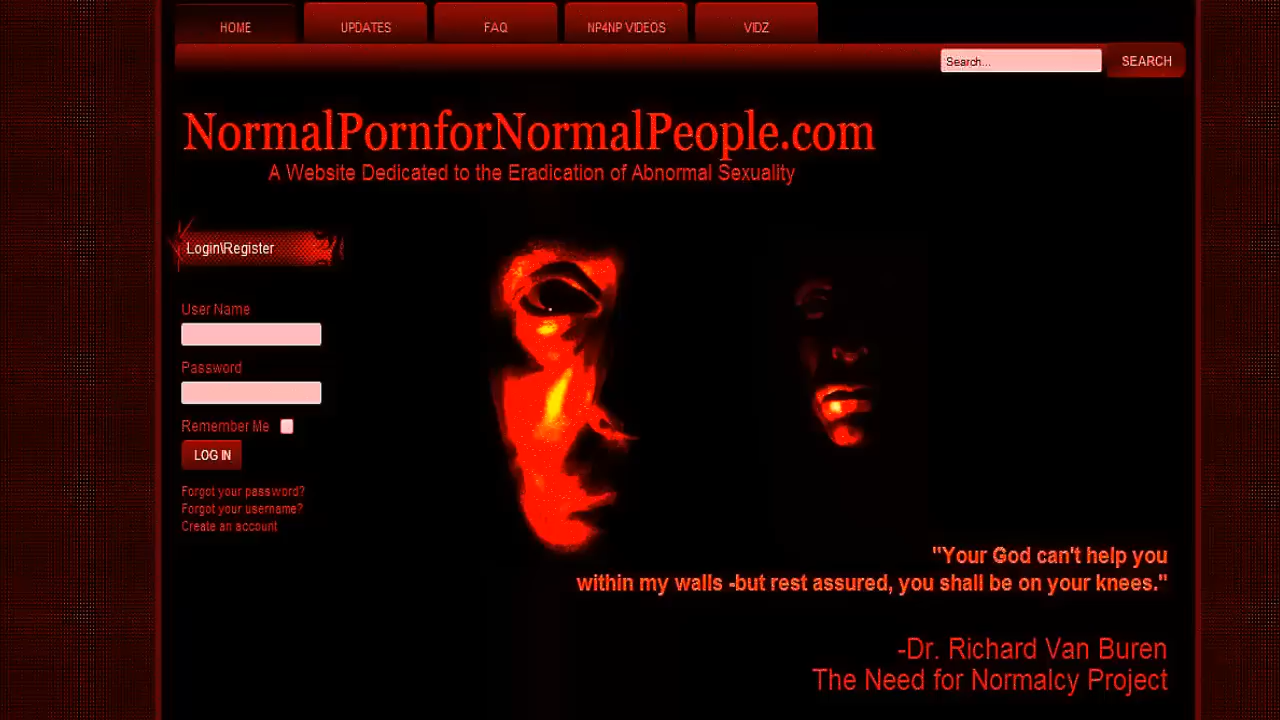 HOME
UPDATES
FAQ
NP4NP VIDEOS
VIDZ
Search...
SEARCH
NormalPornforNormalPeople.com
A Website Dedicated to the Eradication of Abnormal Sexuality
Login\Register
User Name
Password
Remember Me
LOG IN
Forgot your password?
Forgot your username?
Create an account
"Your God can't help you
within my walls -but rest assured, you shall be on your knees."
-Dr. Richard Van Buren
The Need for Normalcy Project